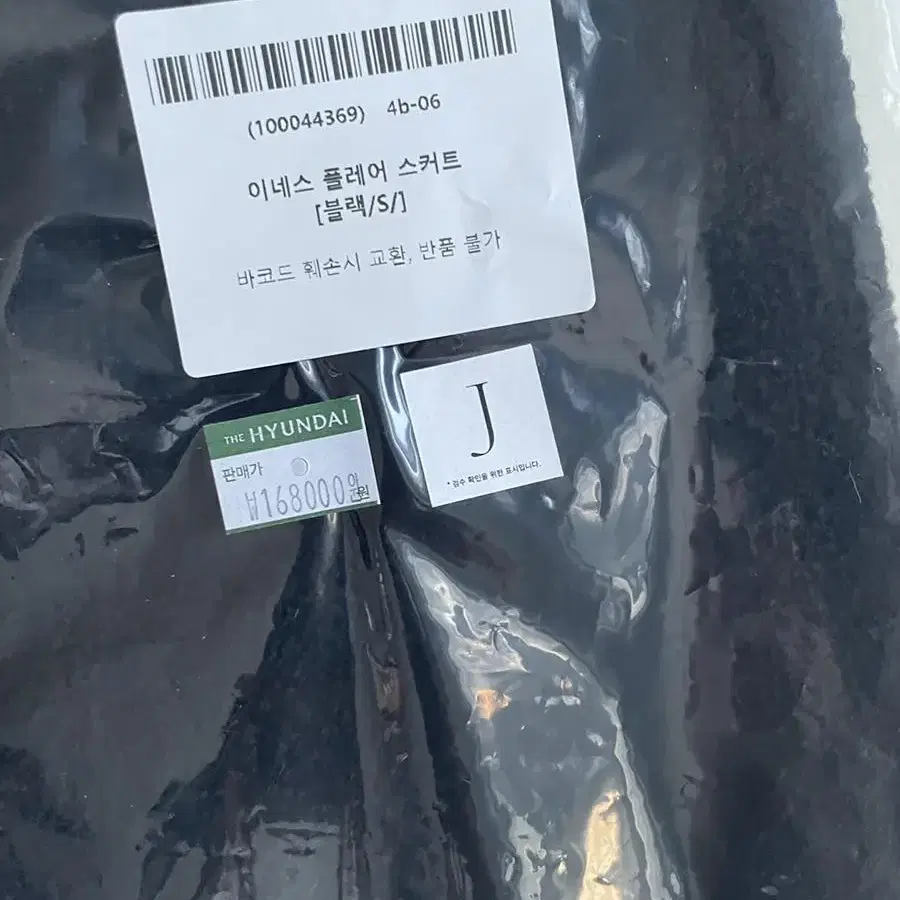 (100044369) 4b-06
이네스 플레어 스커트
[블랙/S/]
바코드 훼손시 교환, 반품 불가
THE HYUNDAI
판매가
₩168000원
J
* 검수 확인을 위한 표시입니다.